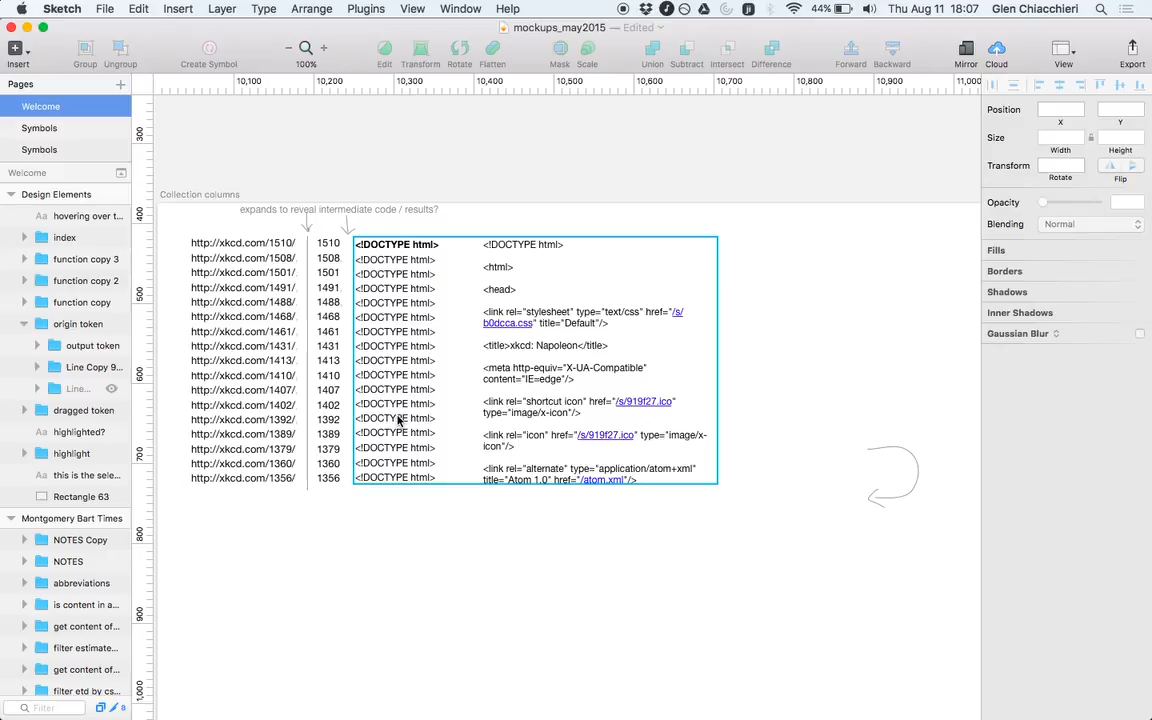 Sketch File Edit Insert Layer Type Arrange Plugins View Window Help 44% Thu Aug 11 18:07 Glen Chiacchieri
mockups_may2015 — Edited
Insert Group Ungroup Create Symbol 100% Edit Transform Rotate Flatten Mask Scale Union Subtract Intersect Difference Forward Backward Mirror Cloud View Export
Pages
10,100 10,200 10,300 10,400 10,500 10,600 10,700 10,800 10,900 11,000
Welcome
Symbols
Symbols
Welcome
Design Elements
hovering over t...
index
function copy 3
function copy 2
function copy
origin token
output token
Line Copy 9...
Line...
dragged token
highlighted?
highlight
this is the sele...
Rectangle 63
Montgomery Bart Times
NOTES Copy
NOTES
abbreviations
is content in a...
get content of...
filter estimate...
get content of...
filter etd by cs...
Filter
8
300
400
500
600
700
800
900
1,000
Collection columns
expands to reveal intermediate code / results?
http://xkcd.com/1510/ 1510 <!DOCTYPE html>
http://xkcd.com/1508/ 1508 <!DOCTYPE html>
http://xkcd.com/1501/ 1501 <!DOCTYPE html>
http://xkcd.com/1491/ 1491 <!DOCTYPE html>
http://xkcd.com/1488/ 1488 <!DOCTYPE html>
http://xkcd.com/1468/ 1468 <!DOCTYPE html>
http://xkcd.com/1461/ 1461 <!DOCTYPE html>
http://xkcd.com/1431/ 1431 <!DOCTYPE html>
http://xkcd.com/1413/ 1413 <!DOCTYPE html>
http://xkcd.com/1410/ 1410 <!DOCTYPE html>
http://xkcd.com/1407/ 1407 <!DOCTYPE html>
http://xkcd.com/1402/ 1402 <!DOCTYPE html>
http://xkcd.com/1392/ 1392 <!DOCTYPE html>
http://xkcd.com/1389/ 1389 <!DOCTYPE html>
http://xkcd.com/1379/ 1379 <!DOCTYPE html>
http://xkcd.com/1360/ 1360 <!DOCTYPE html>
http://xkcd.com/1356/ 1356 <!DOCTYPE html>
<!DOCTYPE html>
<html>
<head>
<link rel="stylesheet" type="text/css" href="/s/
b0dcca.css" title="Default"/>
<title>xkcd: Napoleon</title>
<meta http-equiv="X-UA-Compatible"
content="IE=edge"/>
<link rel="shortcut icon" href="/s/919f27.ico"
type="image/x-icon"/>
<link rel="icon" href="/s/919f27.ico" type="image/x-
icon"/>
<link rel="alternate" type="application/atom+xml"
title="Atom 1.0" href="/atom.xml"/>
Position
X Y
Size
Width Height
Transform
Rotate Flip
Opacity
Blending Normal
Fills
Borders
Shadows
Inner Shadows
Gaussian Blur